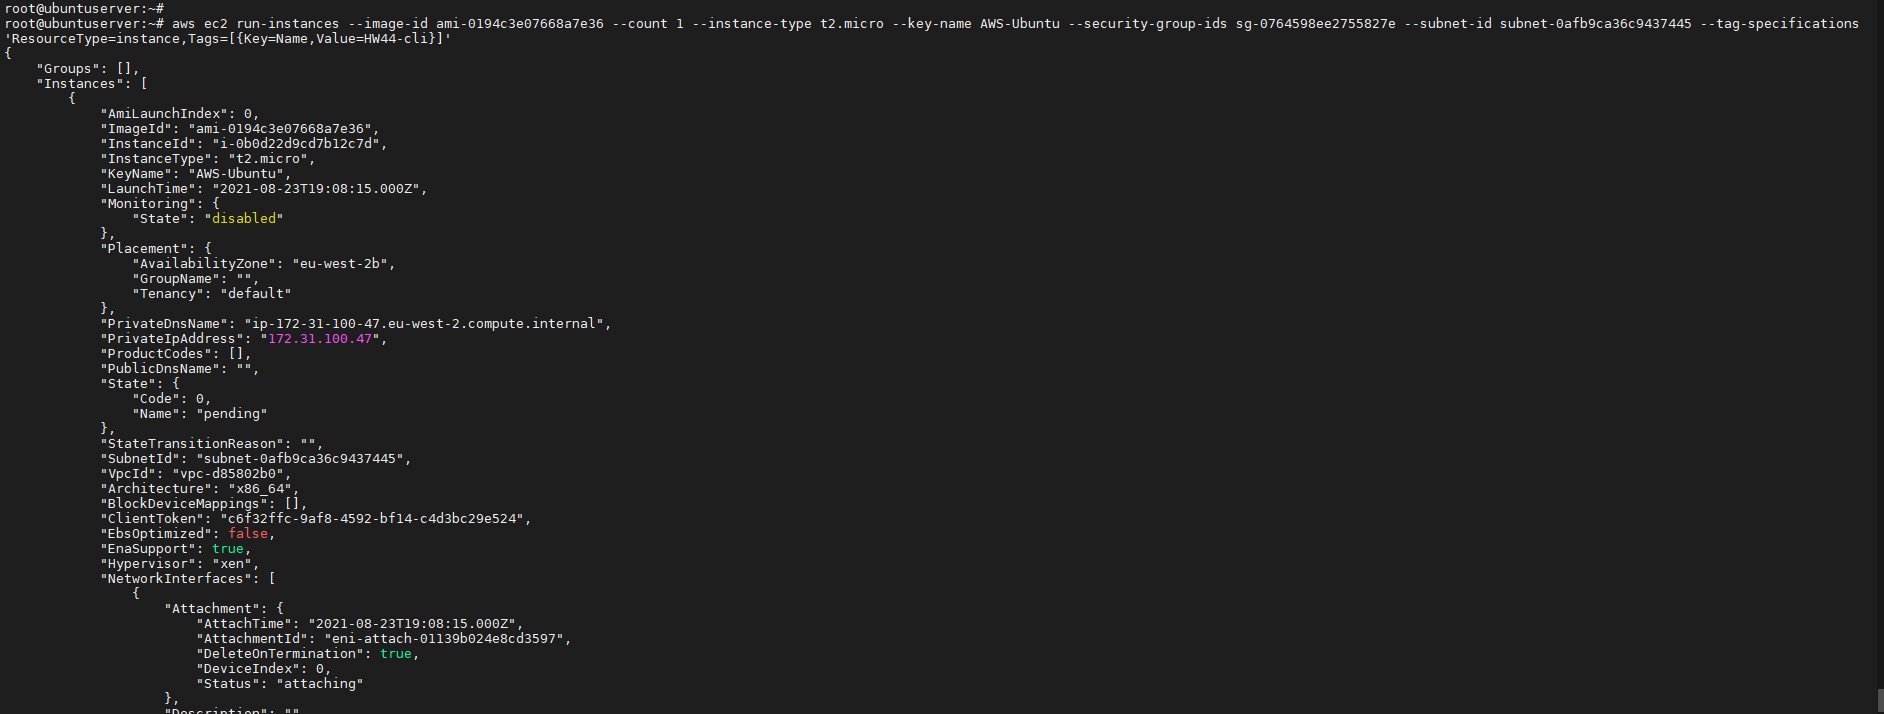 root@ubuntuserver:~#
root@ubuntuserver:~# aws ec2 run-instances --image-id ami-0194c3e07668a7e36 --count 1 --instance-type t2.micro --key-name AWS-Ubuntu --security-group-ids sg-0764598ee2755827e --subnet-id subnet-0afb9ca36c9437445 --tag-specifications
'ResourceType=instance,Tags=[{Key=Name,Value=HW44-cli}]'
{
    "Groups": [],
    "Instances": [
        {
            "AmiLaunchIndex": 0,
            "ImageId": "ami-0194c3e07668a7e36",
            "InstanceId": "i-0b0d22d9cd7b12c7d",
            "InstanceType": "t2.micro",
            "KeyName": "AWS-Ubuntu",
            "LaunchTime": "2021-08-23T19:08:15.000Z",
            "Monitoring": {
                "State": "disabled"
            },
            "Placement": {
                "AvailabilityZone": "eu-west-2b",
                "GroupName": "",
                "Tenancy": "default"
            },
            "PrivateDnsName": "ip-172-31-100-47.eu-west-2.compute.internal",
            "PrivateIpAddress": "172.31.100.47",
            "ProductCodes": [],
            "PublicDnsName": "",
            "State": {
                "Code": 0,
                "Name": "pending"
            },
            "StateTransitionReason": "",
            "SubnetId": "subnet-0afb9ca36c9437445",
            "VpcId": "vpc-d85802b0",
            "Architecture": "x86_64",
            "BlockDeviceMappings": [],
            "ClientToken": "c6f32ffc-9af8-4592-bf14-c4d3bc29e524",
            "EbsOptimized": false,
            "EnaSupport": true,
            "Hypervisor": "xen",
            "NetworkInterfaces": [
                {
                    "Attachment": {
                        "AttachTime": "2021-08-23T19:08:15.000Z",
                        "AttachmentId": "eni-attach-01139b024e8cd3597",
                        "DeleteOnTermination": true,
                        "DeviceIndex": 0,
                        "Status": "attaching"
                    },
                    "Description": ""